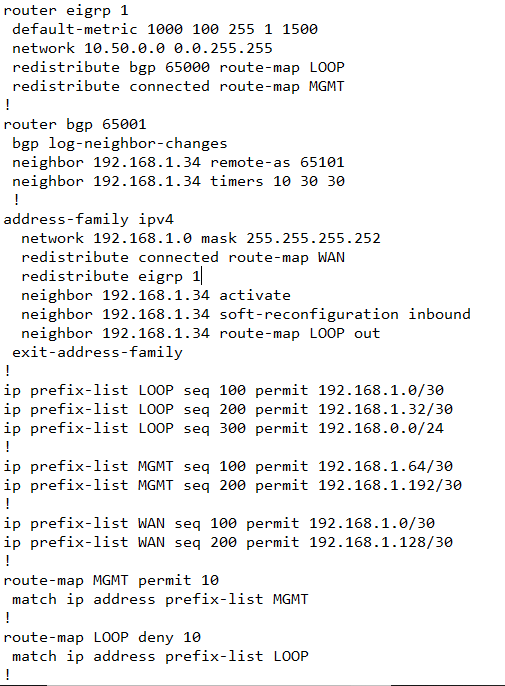 router eigrp 1
 default-metric 1000 100 255 1 1500
 network 10.50.0.0 0.0.255.255
 redistribute bgp 65000 route-map LOOP
 redistribute connected route-map MGMT
!
router bgp 65001
 bgp log-neighbor-changes
 neighbor 192.168.1.34 remote-as 65101
 neighbor 192.168.1.34 timers 10 30 30
 !
address-family ipv4
  network 192.168.1.0 mask 255.255.255.252
  redistribute connected route-map WAN
  redistribute eigrp 1
  neighbor 192.168.1.34 activate
  neighbor 192.168.1.34 soft-reconfiguration inbound
  neighbor 192.168.1.34 route-map LOOP out
 exit-address-family
!
ip prefix-list LOOP seq 100 permit 192.168.1.0/30
ip prefix-list LOOP seq 200 permit 192.168.1.32/30
ip prefix-list LOOP seq 300 permit 192.168.0.0/24
!
ip prefix-list MGMT seq 100 permit 192.168.1.64/30
ip prefix-list MGMT seq 200 permit 192.168.1.192/30
!
ip prefix-list WAN seq 100 permit 192.168.1.0/30
ip prefix-list WAN seq 200 permit 192.168.1.128/30
!
route-map MGMT permit 10
 match ip address prefix-list MGMT
!
route-map LOOP deny 10
 match ip address prefix-list LOOP
!